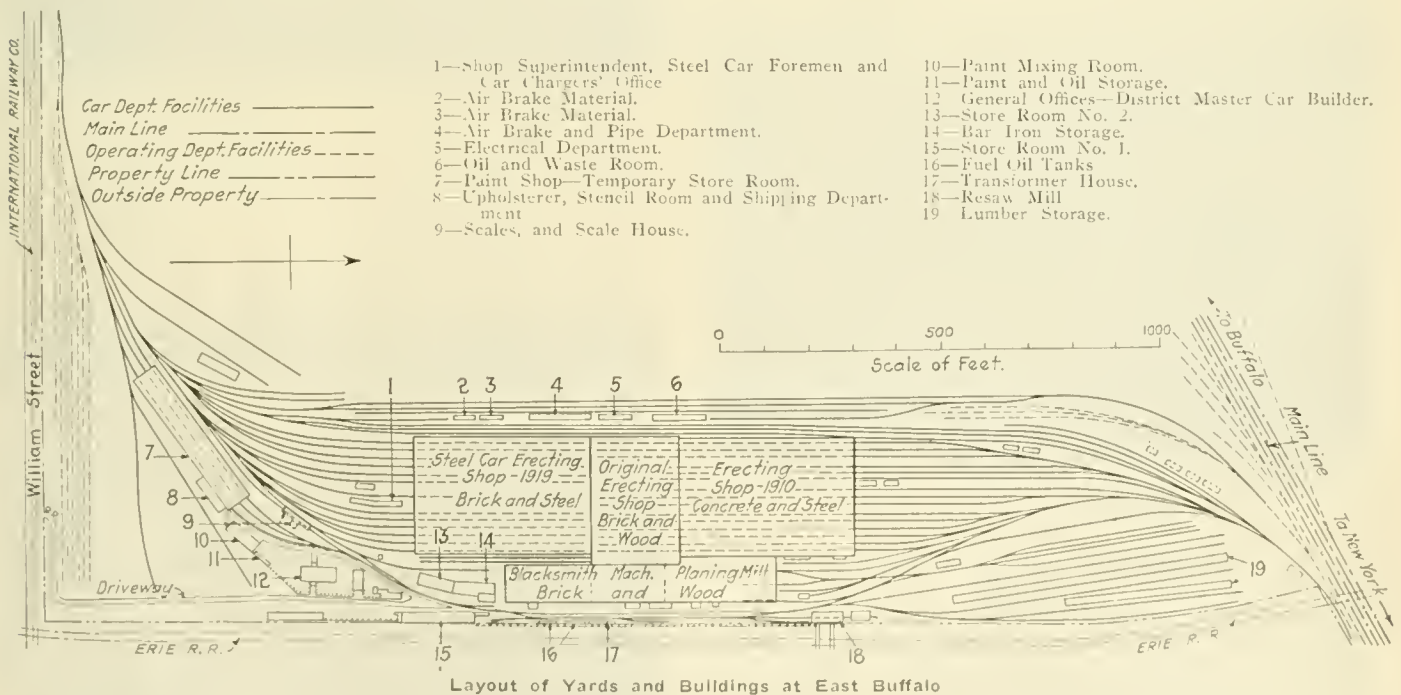 INTERNATIONAL RAILWAY CO.
William Street
Car Dept. Facilities
Main Line
Operating Dept. Facilities
Property Line
Outside Property
1—Shop Superintendent, Steel Car Foremen and
Car Chargers' Office
2—Air Brake Material.
3—Air Brake Material.
4—Air Brake and Pipe Department.
5—Electrical Department.
6—Oil and Waste Room.
7—Paint Shop—Temporary Store Room.
8—Upholsterer, Stencil Room and Shipping Depart-
ment
9—Scales, and Scale House.
10—Paint Mixing Room.
11—Paint and Oil Storage.
12 General Offices—District Master Car Builder.
13—Store Room No. 2.
14—Bar Iron Storage.
15—Store Room No. 1.
16—Fuel Oil Tanks
17—Transformer House.
18—Resaw Mill
19 Lumber Storage.
0 500 1000
Scale of Feet.
To Buffalo
Main Line
To New York
1 2 3 4 5 6
7
8
9
10
11
12
13
14
Steel Car Erecting
Shop-1919
Brick and Steel
Original
Erecting
Shop
Brick and
Wood
Erecting
Shop-1910
Concrete and Steel
Blacksmith
Brick
Mach.
and
Planing Mill
Wood
19
Driveway
ERIE R.R.
15 16 17 18
ERIE R. R.
Layout of Yards and Buildings at East Buffalo